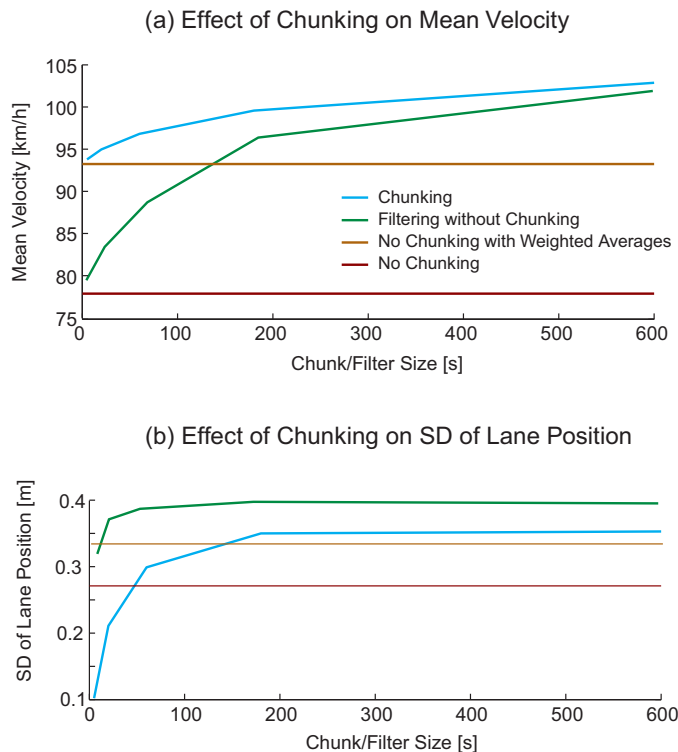 (a) Effect of Chunking on Mean Velocity
105
100
95
90
85
80
75
Mean Velocity [km/h]
Chunking
Filtering without Chunking
No Chunking with Weighted Averages
No Chunking
0 100 200 300 400 500 600
Chunk/Filter Size [s]
(b) Effect of Chunking on SD of Lane Position
0.4
0.3
0.2
0.1
SD of Lane Position [m]
0 100 200 300 400 500 600
Chunk/Filter Size [s]